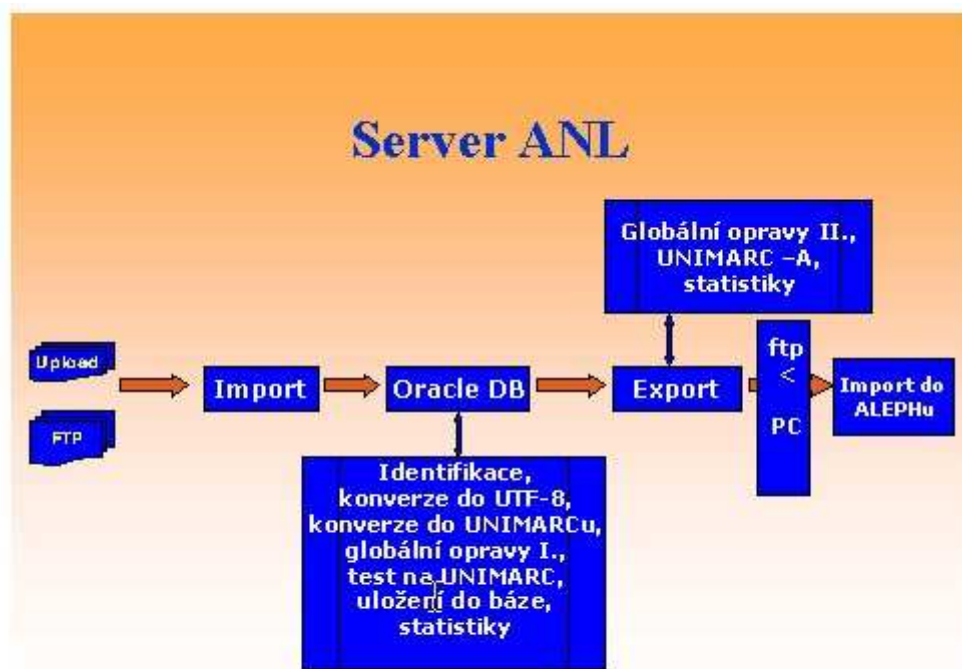 Server ANL
Globální opravy II.,
UNIMARC –A,
statistiky
Upload
FTP
Import
Oracle DB
Export
ftp
<
PC
Import do
ALEPHu
Identifikace,
konverze do UTF-8,
konverze do UNIMARCu,
globální opravy I.,
test na UNIMARC,
uložení do báze,
statistiky